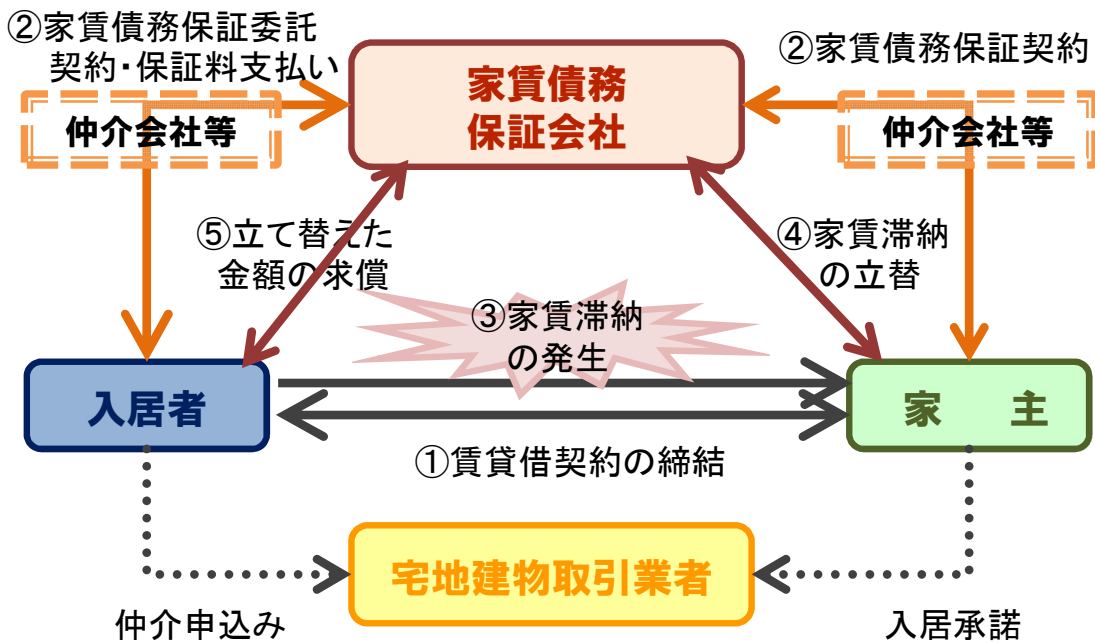 ②家賃債務保証委託
契約・保証料支払い
仲介会社等
家賃債務
保証会社
②家賃債務保証契約
仲介会社等
⑤立て替えた
金額の求償
④家賃滞納
の立替
③家賃滞納
の発生
入居者
家　主
①賃貸借契約の締結
宅地建物取引業者
仲介申込み
入居承諾